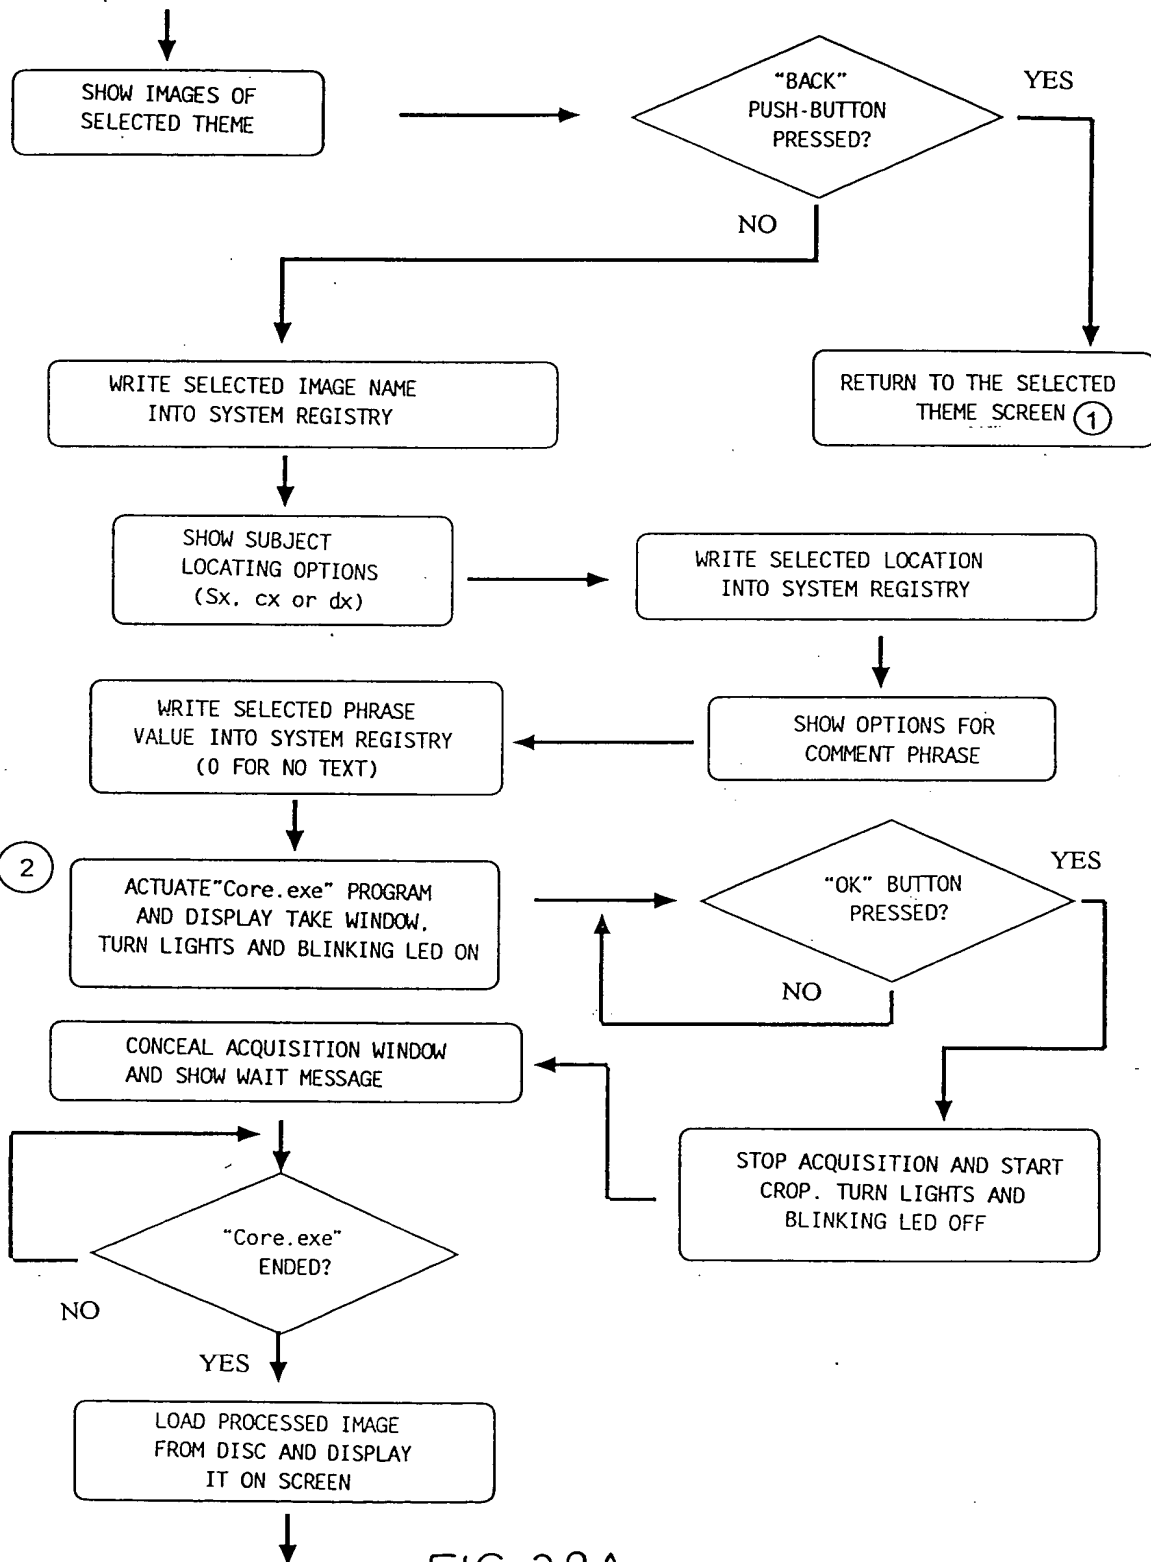 SHOW IMAGES OF
SELECTED THEME
"BACK"
PUSH-BUTTON
PRESSED?
YES
NO
WRITE SELECTED IMAGE NAME
INTO SYSTEM REGISTRY
RETURN TO THE SELECTED
THEME SCREEN 1
SHOW SUBJECT
LOCATING OPTIONS
(Sx, cx or dx)
WRITE SELECTED LOCATION
INTO SYSTEM REGISTRY
WRITE SELECTED PHRASE
VALUE INTO SYSTEM REGISTRY
(0 FOR NO TEXT)
SHOW OPTIONS FOR
COMMENT PHRASE
2
ACTUATE"Core.exe" PROGRAM
AND DISPLAY TAKE WINDOW.
TURN LIGHTS AND BLINKING LED ON
"OK" BUTTON
PRESSED?
YES
NO
CONCEAL ACQUISITION WINDOW
AND SHOW WAIT MESSAGE
STOP ACQUISITION AND START
CROP. TURN LIGHTS AND
BLINKING LED OFF
"Core.exe"
ENDED?
NO
YES
LOAD PROCESSED IMAGE
FROM DISC AND DISPLAY
IT ON SCREEN